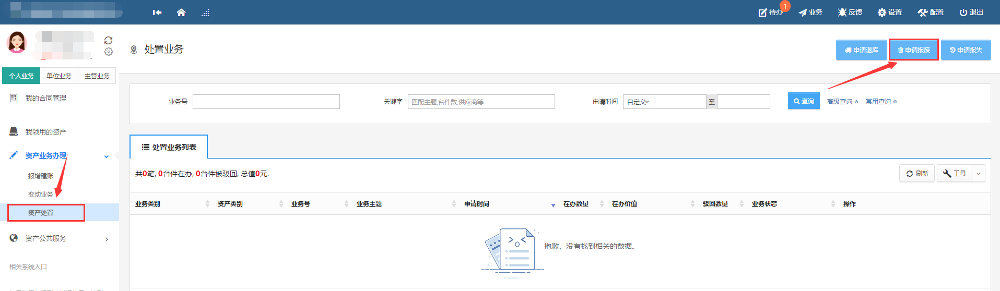 待办 1 业务 反馈 设置 配置 退出
处置业务
申请退库 申请报废 申请报失
个人业务 单位业务 主管业务
我的合同管理
我领用的资产
资产业务办理
报增建账
变动业务
资产处置
资产公共服务
相关系统入口
业务号 关键字 匹配主题,台件数,供应商等 申请时间 自定义 至 查询 高级查询 常用查询
处置业务列表
共0笔, 0台件在办, 0台件被驳回, 总值0元.
刷新 工具
业务类别 资产类别 业务号 业务主题 申请时间 在办数量 在办价值 驳回数量 业务状态 操作
抱歉，没有找到相关的数据。